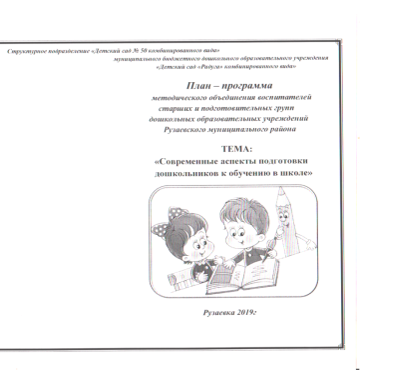 Структурное подразделение «Детский сад № 50 комбинированного вида»
муниципального бюджетного дошкольного образовательного учреждения
«Детский сад «Радуга» комбинированного вида»
План – программа
методического объединения воспитателей
старших и подготовительных групп
дошкольных образовательных учреждений
Рузаевского муниципального района
ТЕМА:
«Современные аспекты подготовки
дошкольников к обучению в школе»
Рузаевка 2019г